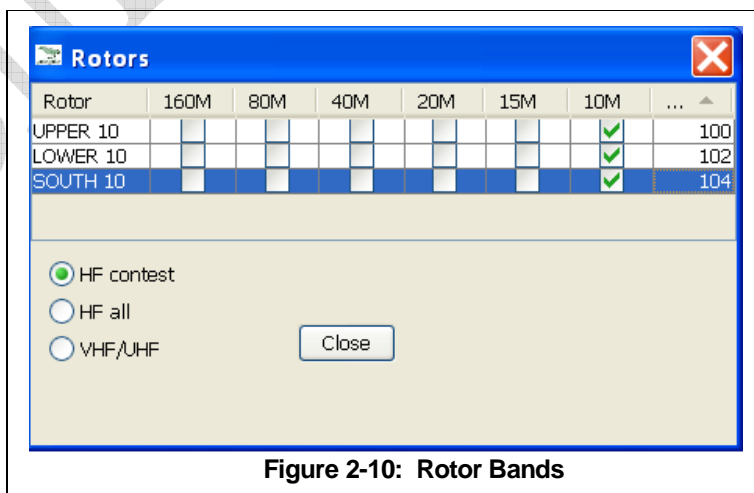 Rotors
Rotor 160M 80M 40M 20M 15M 10M ...
UPPER 10 100
LOWER 10 102
SOUTH 10 104
HF contest
HF all
VHF/UHF
Close
Figure 2-10: Rotor Bands